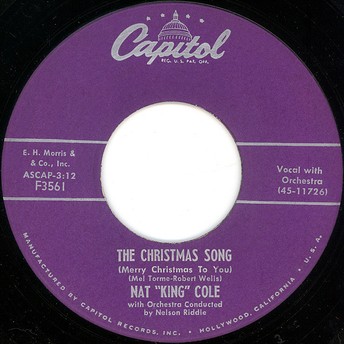 Capitol
REG. U.S. PAT. OFF.
E. H. Morris &
& Co., Inc.
ASCAP-3:12
F3561
Vocal with
Orchestra
(45-11726)
THE CHRISTMAS SONG
(Merry Christmas To You)
(Mel Torme-Robert Wells)
NAT "KING" COLE
with Orchestra Conducted
by Nelson Riddle
MANUFACTURED BY CAPITOL RECORDS, INC. • HOLLYWOOD, CALIFORNIA • U.S.A.